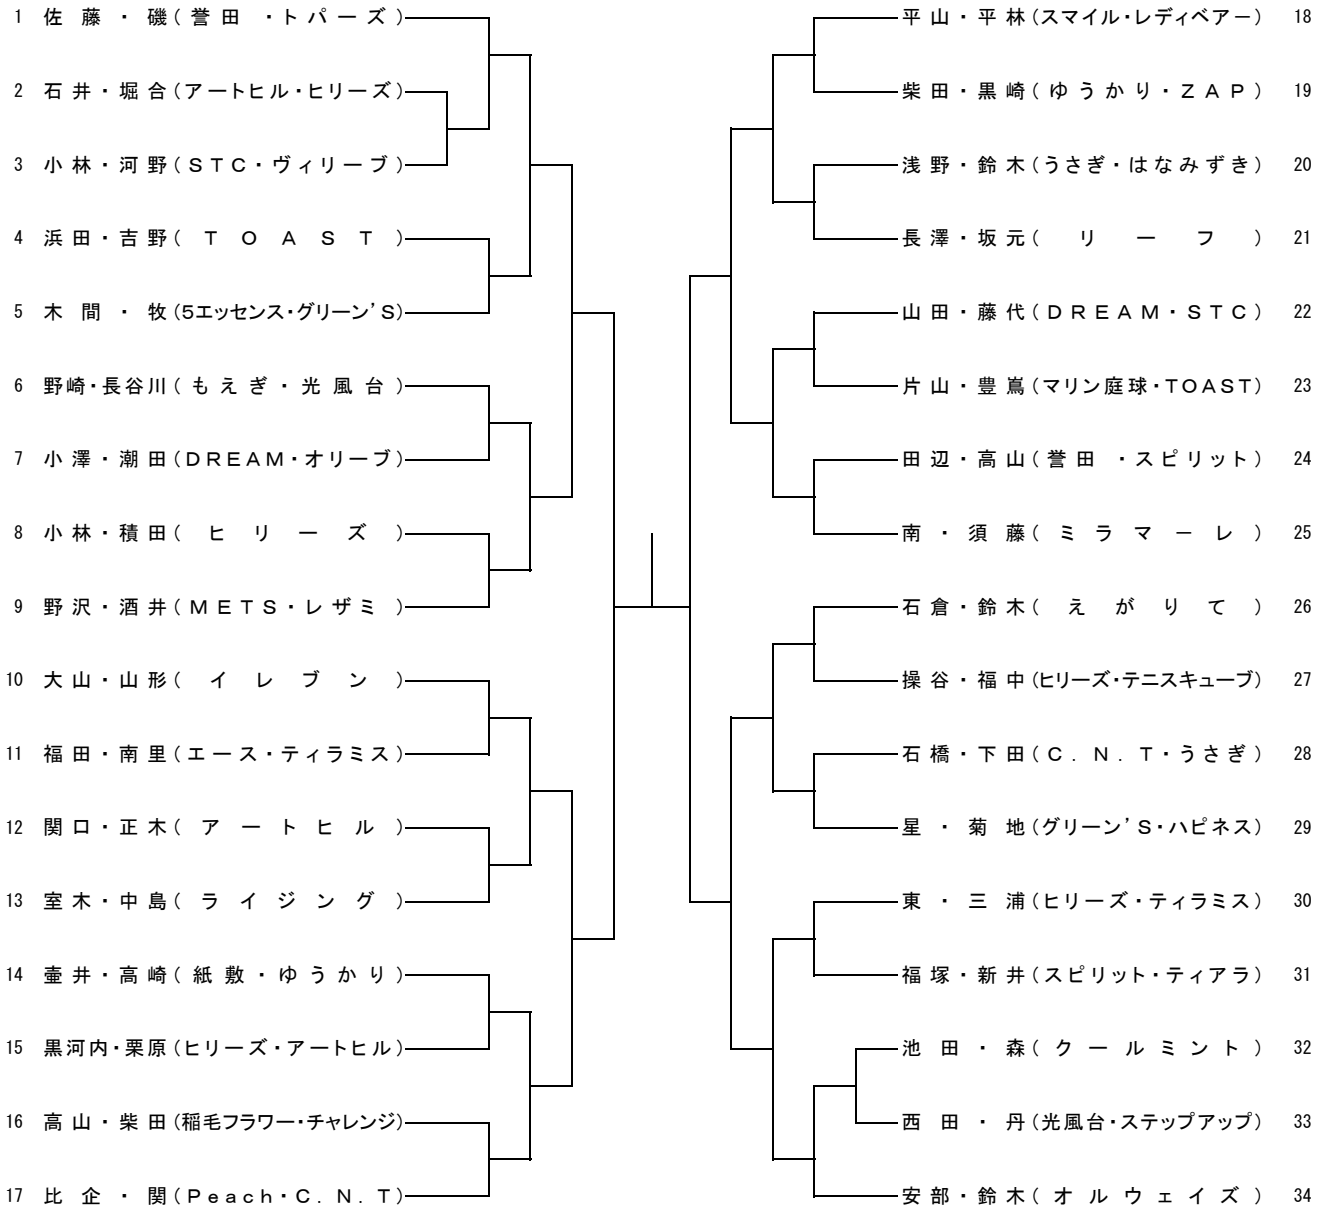 1 佐藤・磯(誉田・トパーズ)
2 石井・堀合(アートヒル・ヒリーズ)
3 小林・河野(STC・ヴィリーブ)
4 浜田・吉野(TOAST)
5 木間・牧(5エッセンス・グリーン'S)
6 野崎・長谷川(もえぎ・光風台)
7 小澤・潮田(DREAM・オリーブ)
8 小林・積田(ヒリーズ)
9 野沢・酒井(METS・レザミ)
10 大山・山形(イレブン)
11 福田・南里(エース・ティラミス)
12 関口・正木(アートヒル)
13 室木・中島(ライジング)
14 壷井・高崎(紙敷・ゆうかり)
15 黒河内・栗原(ヒリーズ・アートヒル)
16 高山・柴田(稲毛フラワー・チャレンジ)
17 比企・関(Peach・C.N.T)
平山・平林(スマイル・レディベアー) 18
柴田・黒崎(ゆうかり・ZAP) 19
浅野・鈴木(うさぎ・はなみずき) 20
長澤・坂元(リーフ) 21
山田・藤代(DREAM・STC) 22
片山・豊嶌(マリン庭球・TOAST) 23
田辺・高山(誉田・スピリット) 24
南・須藤(ミラマーレ) 25
石倉・鈴木(えがりて) 26
操谷・福中(ヒリーズ・テニスキューブ) 27
石橋・下田(C.N.T・うさぎ) 28
星・菊地(グリーン'S・ハピネス) 29
東・三浦(ヒリーズ・ティラミス) 30
福塚・新井(スピリット・ティアラ) 31
池田・森(クールミント) 32
西田・丹(光風台・ステップアップ) 33
安部・鈴木(オルウェイズ) 34